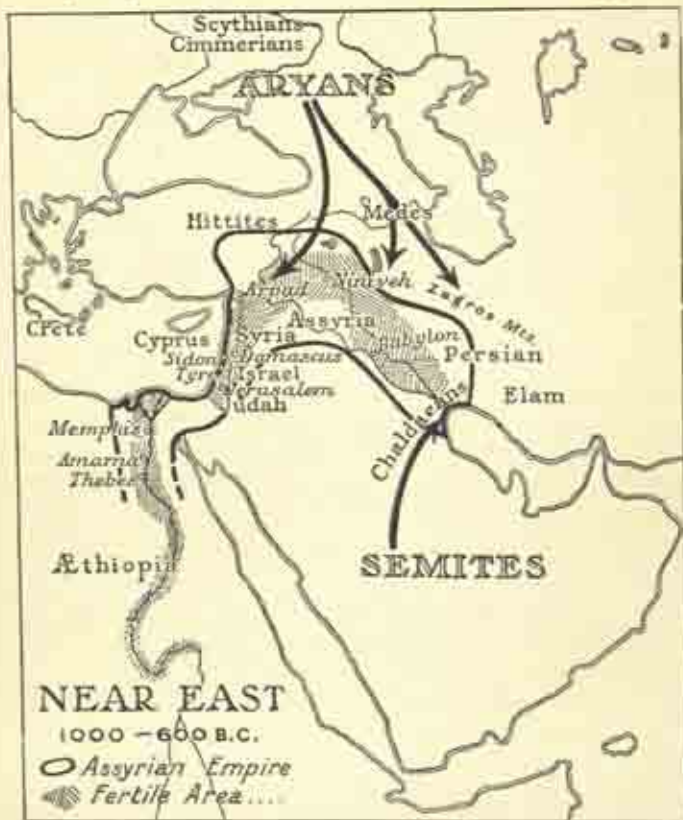 Scythians
Cimmerians
ARYANS
Hittites
Medes
Arpad
Nineveh
Zagros Mts.
Crete
Cyprus
Syria
Assyria
Babylon
Sidon
Damascus
Persian
Tyre
Israel
Jerusalem
Elam
Judah
Chaldaeans
Memphis
Amarna
Thebes
Æthiopia
SEMITES
NEAR EAST
1000 – 600 B.C.
Assyrian Empire
Fertile Area....